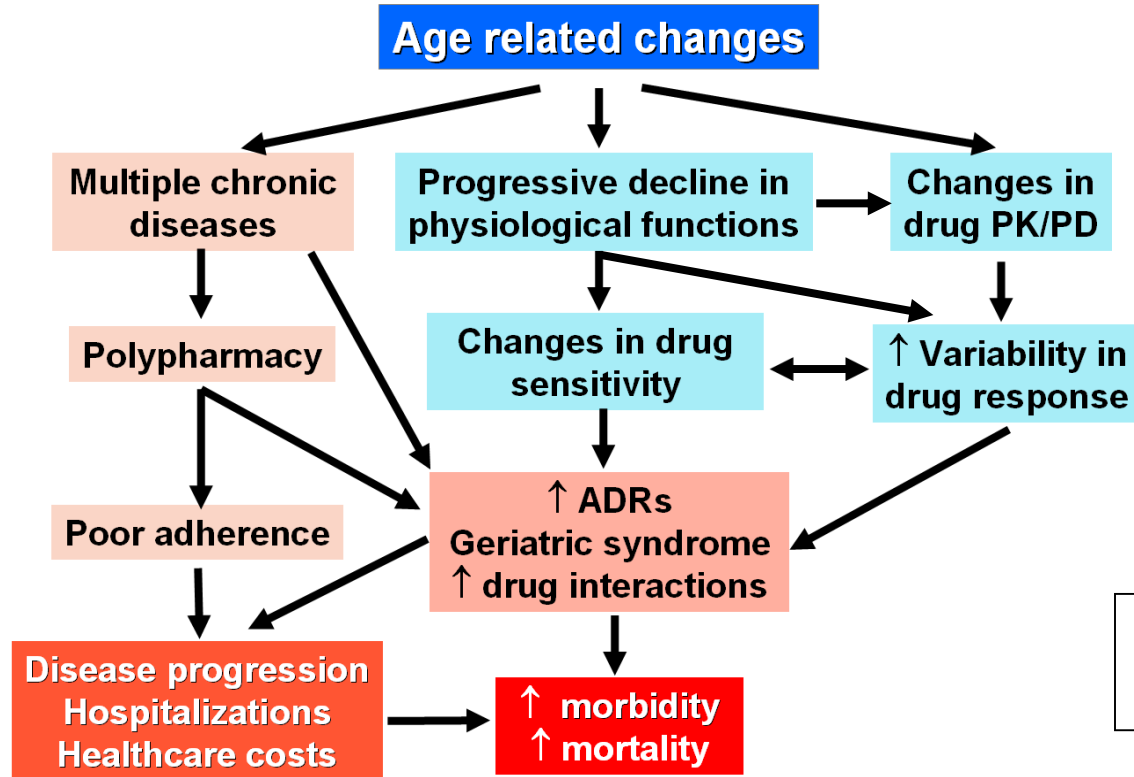 Age related changes
Multiple chronic
diseases
Progressive decline in
physiological functions
Changes in
drug PK/PD
Polypharmacy
Changes in drug
sensitivity
↑ Variability in
drug response
Poor adherence
↑ ADRs
Geriatric syndrome
↑ drug interactions
Disease progression
Hospitalizations
Healthcare costs
↑ morbidity
↑ mortality